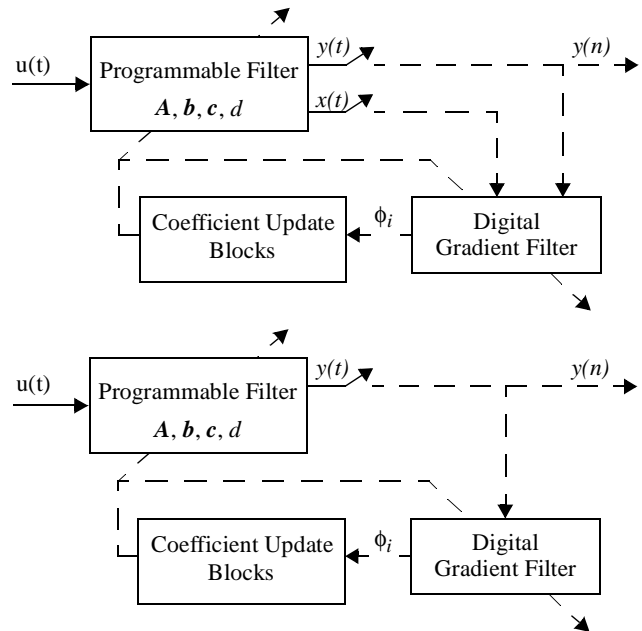 u(t)
Programmable Filter
A, b, c, d
y(t)
y(n)
x(t)
Coefficient Update
Blocks
ϕi
Digital
Gradient Filter
u(t)
Programmable Filter
A, b, c, d
y(t)
y(n)
Coefficient Update
Blocks
ϕi
Digital
Gradient Filter